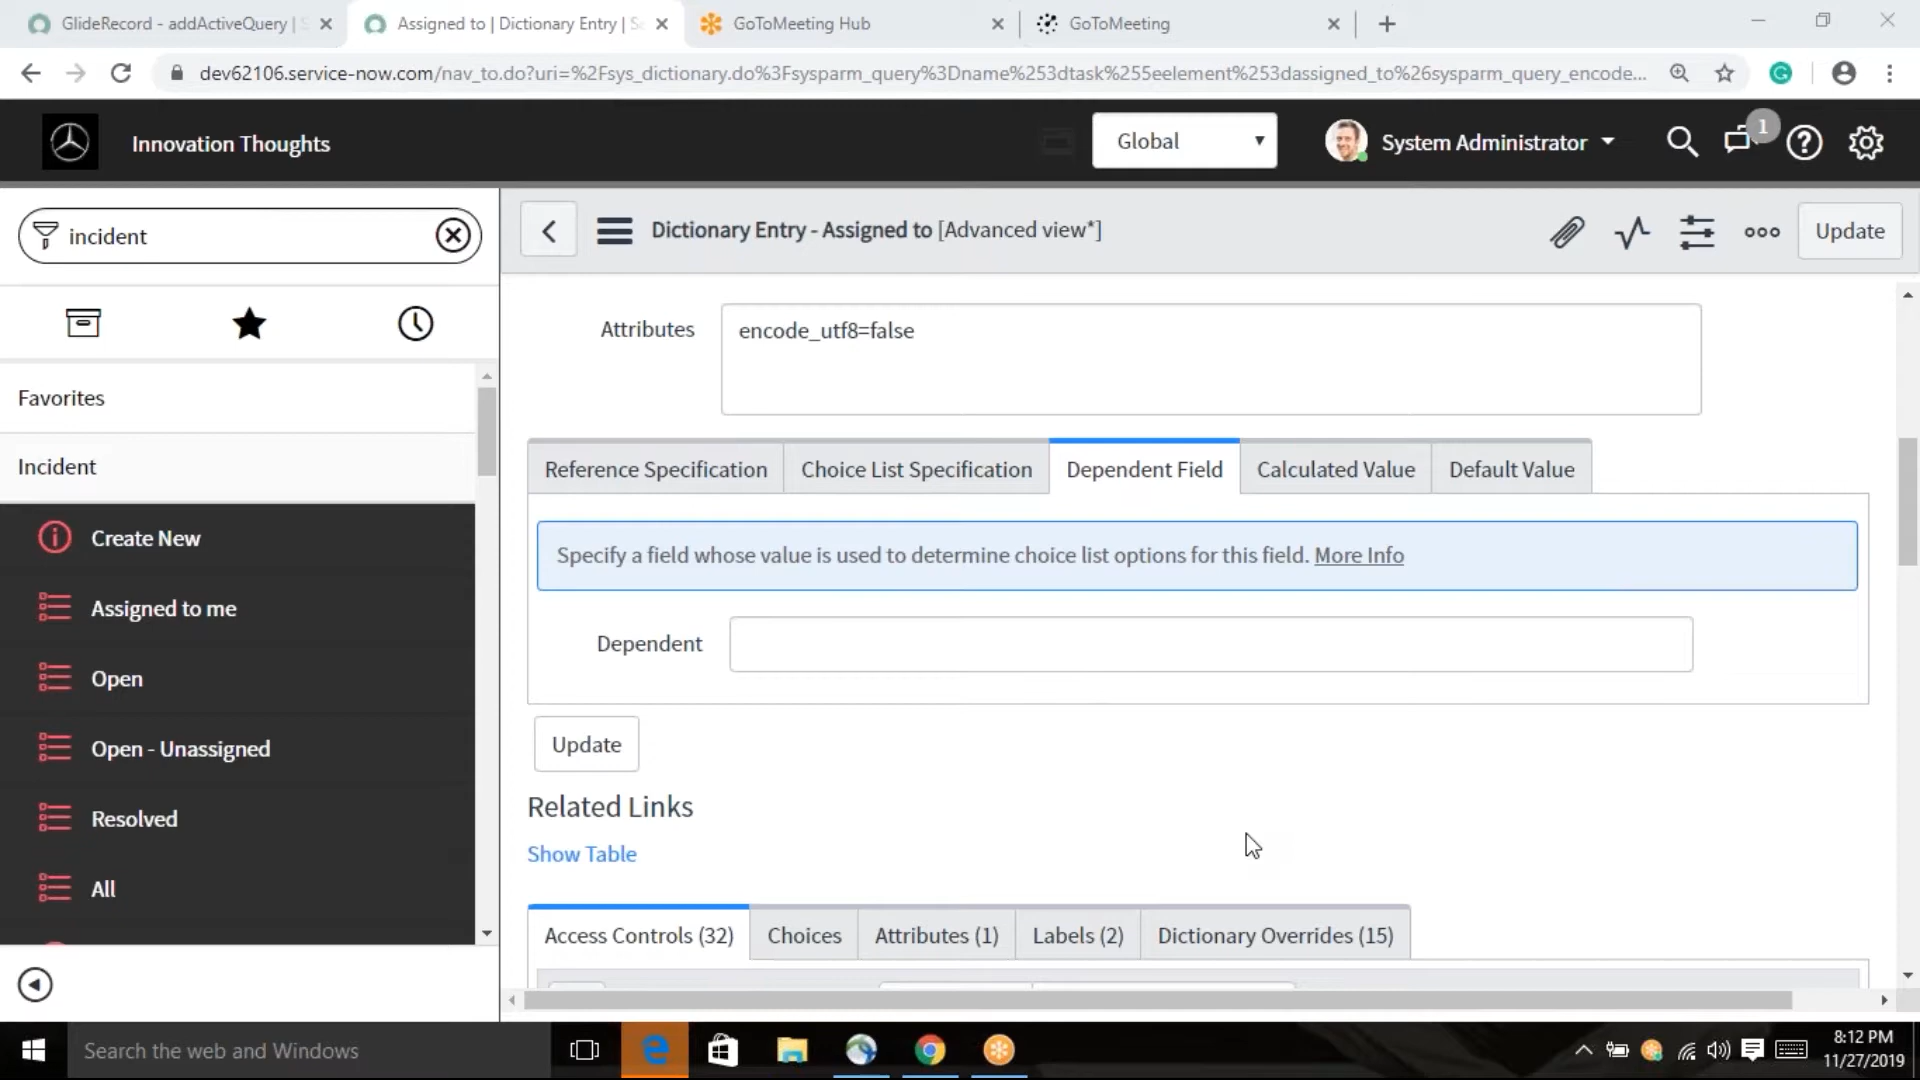 GlideRecord - addActiveQuery | S
Assigned to | Dictionary Entry | Se
GoToMeeting Hub
GoToMeeting
dev62106.service-now.com/nav_to.do?uri=%2Fsys_dictionary.do%3Fsysparm_query%3Dname%253dtask%255eelement%253dassigned_to%26sysparm_query_encode...
Innovation Thoughts
Global
System Administrator
1
incident
Dictionary Entry - Assigned to [Advanced view*]
Update
Favorites
Incident
Create New
Assigned to me
Open
Open - Unassigned
Resolved
All
Attributes
encode_utf8=false
Reference Specification
Choice List Specification
Dependent Field
Calculated Value
Default Value
Specify a field whose value is used to determine choice list options for this field. More Info
Dependent
Update
Related Links
Show Table
Access Controls (32)
Choices
Attributes (1)
Labels (2)
Dictionary Overrides (15)
Search the web and Windows
8:12 PM
11/27/2019